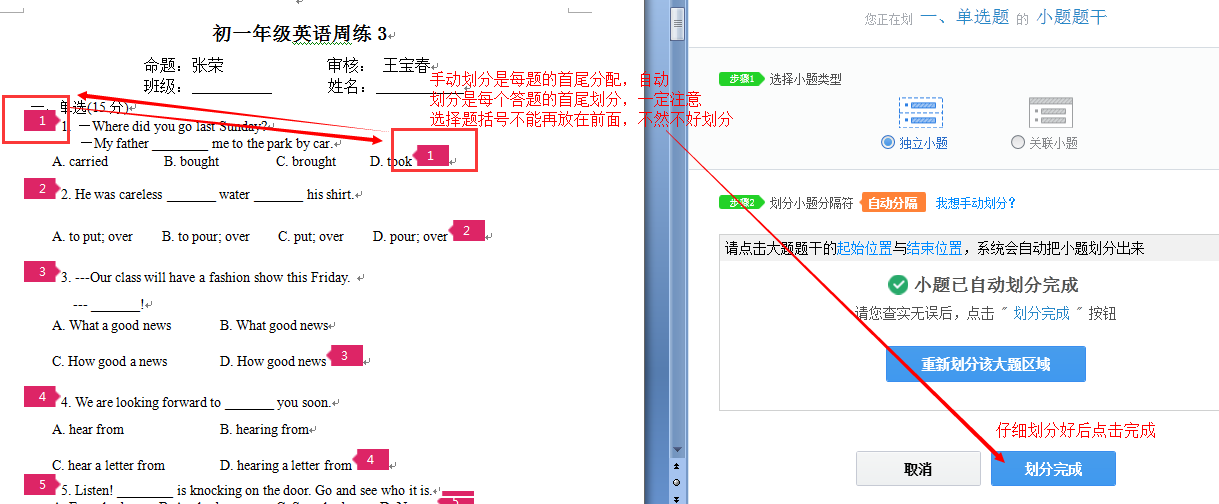 初一年级英语周练 3
命题：张荣 审核： 王宝春
班级：__________ 姓名：__________
手动划分是每题的首尾分配，自动
划分是每个答题的首尾划分，一定注意
选择题括号不能再放在前面，不然不好划分
一、单选(15 分)
1 1. －Where did you go last Sunday?
－My father ________ me to the park by car.
A. carried B. bought C. brought D. took 1
2 2. He was careless _______ water _______ his shirt.
A. to put; over B. to pour; over C. put; over D. pour; over 2
3 3. ---Our class will have a fashion show this Friday.
--- _______!
A. What a good news B. What good news
C. How good a news D. How good news 3
4 4. We are looking forward to _______ you soon.
A. hear from B. hearing from
C. hear a letter from D. hearing a letter from 4
5 5. Listen! ________ is knocking on the door. Go and see who it is.
5
您正在划 一、单选题 的 小题题干
步骤1 选择小题类型
独立小题 关联小题
步骤2 划分小题分隔符 自动分隔 我想手动划分？
请点击大题题干的起始位置与结束位置，系统会自动把小题划分出来
小题已自动划分完成
请您查实无误后，点击 " 划分完成 " 按钮
重新划分该大题区域
仔细划分好后点击完成
取消 划分完成